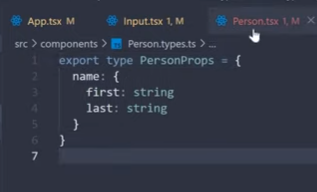 App.tsx M Input.tsx 1, M Person.tsx 1, M ×
src > components > Person.types.ts > ...
1 export type PersonProps = {
2 name: {
3 first: string
4 last: string
5 }
6 }
7